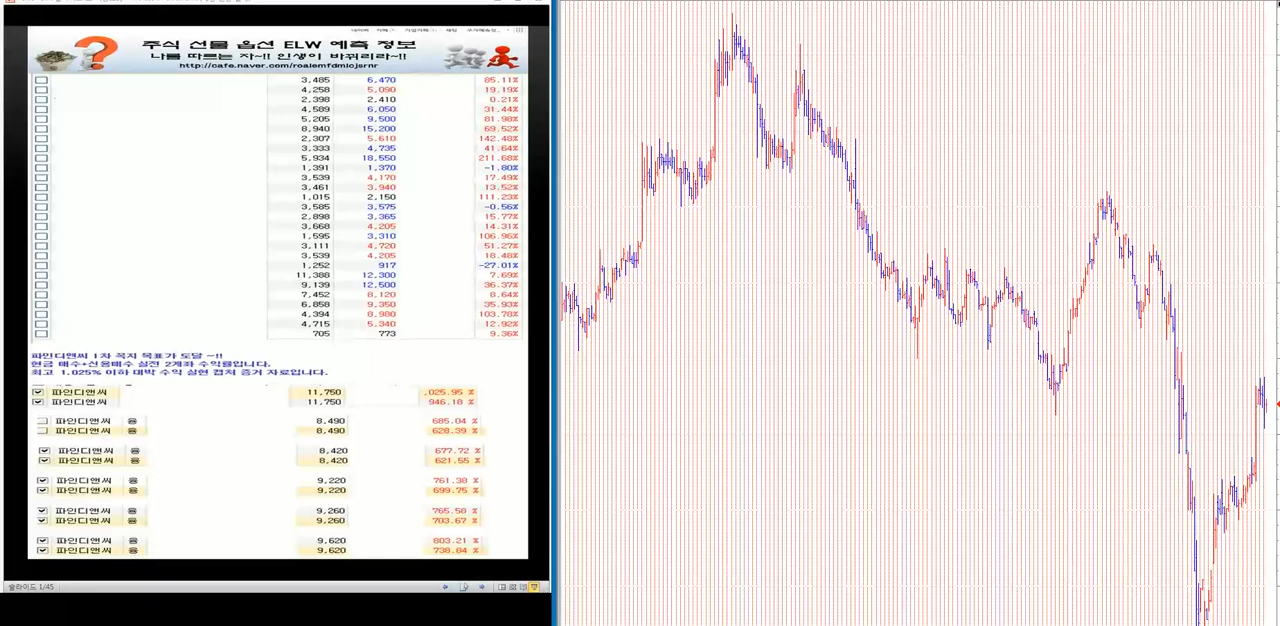 주식 선물 옵션 ELW 예측 정보
나를 따르는 자~!! 인생이 바뀌리라~!!
http://cafe.naver.com/roalemfdmlojsrnr
3,485 6,470 85.11%
4,258 5,090 19.19%
2,398 2,410 0.21%
4,589 6,050 31.44%
5,205 9,500 81.98%
8,940 15,200 69.52%
2,307 5,610 142.48%
3,333 4,735 41.64%
5,934 18,550 211.68%
1,391 1,370 -1.80%
3,539 4,170 17.49%
3,461 3,940 13.52%
1,015 2,150 111.23%
3,585 3,575 -0.56%
2,898 3,365 15.77%
3,668 4,205 14.31%
1,595 3,310 106.96%
3,111 4,720 51.27%
3,539 4,205 18.48%
1,252 917 -27.01%
11,388 12,300 7.69%
9,139 12,500 36.37%
7,452 8,120 8.64%
6,858 9,350 35.93%
4,394 8,980 103.78%
4,715 5,340 12.92%
705 773 9.36%
파인디앤씨 1차 꼭지 목표가 도달 ~!!
현금 매수+신용매수 실전 2계좌 수익률입니다.
최고 1.025% 이하 대박 수익 실현 캡처 증거 자료입니다.
파인디앤씨 11,750 ,025.95 %
파인디앤씨 11,750 946.18 %
파인디앤씨 융 8,490 685.04 %
파인디앤씨 융 8,490 628.39 %
파인디앤씨 융 8,420 677.72 %
파인디앤씨 융 8,420 621.55 %
파인디앤씨 융 9,220 761.38 %
파인디앤씨 융 9,220 699.75 %
파인디앤씨 융 9,260 765.58 %
파인디앤씨 융 9,260 703.67 %
파인디앤씨 융 9,620 803.21 %
파인디앤씨 융 9,620 738.84 %
슬라이드 1/45